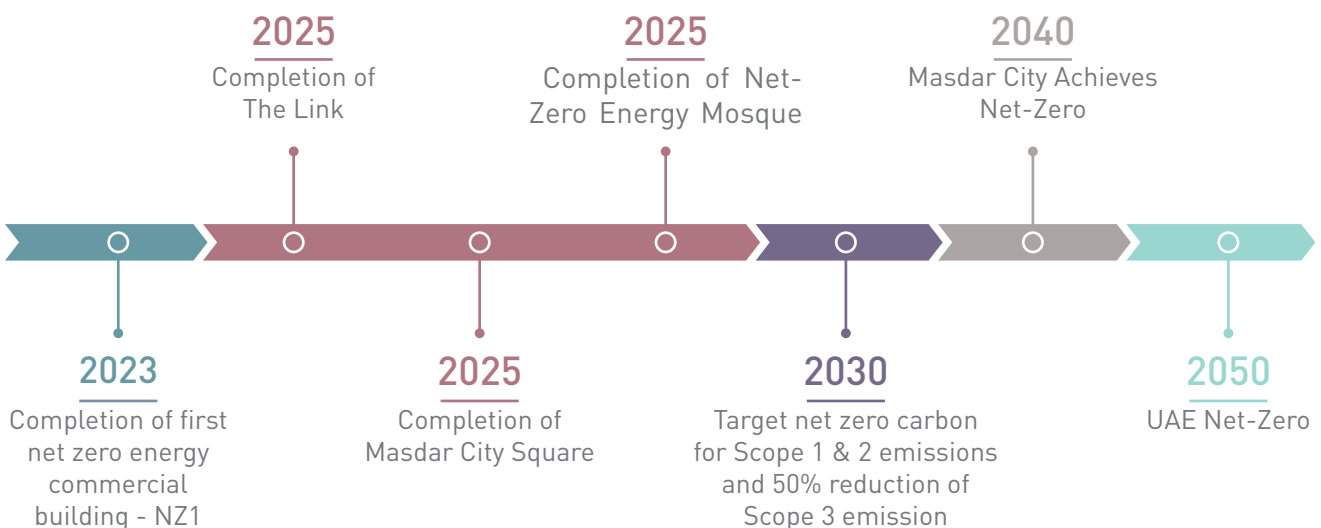 2025
Completion of
The Link
2025
Completion of Net-
Zero Energy Mosque
2040
Masdar City Achieves
Net-Zero
2023
Completion of first
net zero energy
commercial
building - NZ1
2025
Completion of
Masdar City Square
2030
Target net zero carbon
for Scope 1 & 2 emissions
and 50% reduction of
Scope 3 emission
2050
UAE Net-Zero